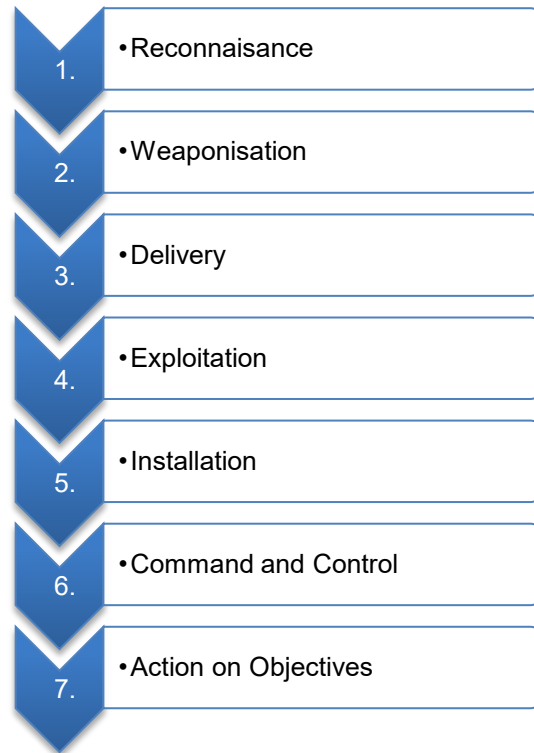 1. •Reconnaisance
2. •Weaponisation
3. •Delivery
4. •Exploitation
5. •Installation
6. •Command and Control
7. •Action on Objectives